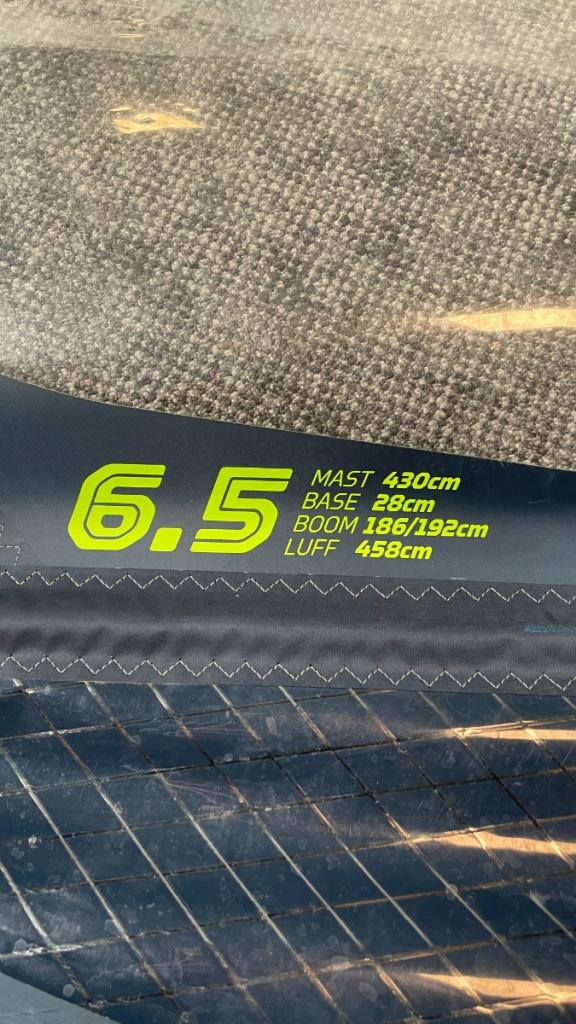 6.5
MAST 430cm
BASE 28cm
BOOM 186/192cm
LUFF 458cm